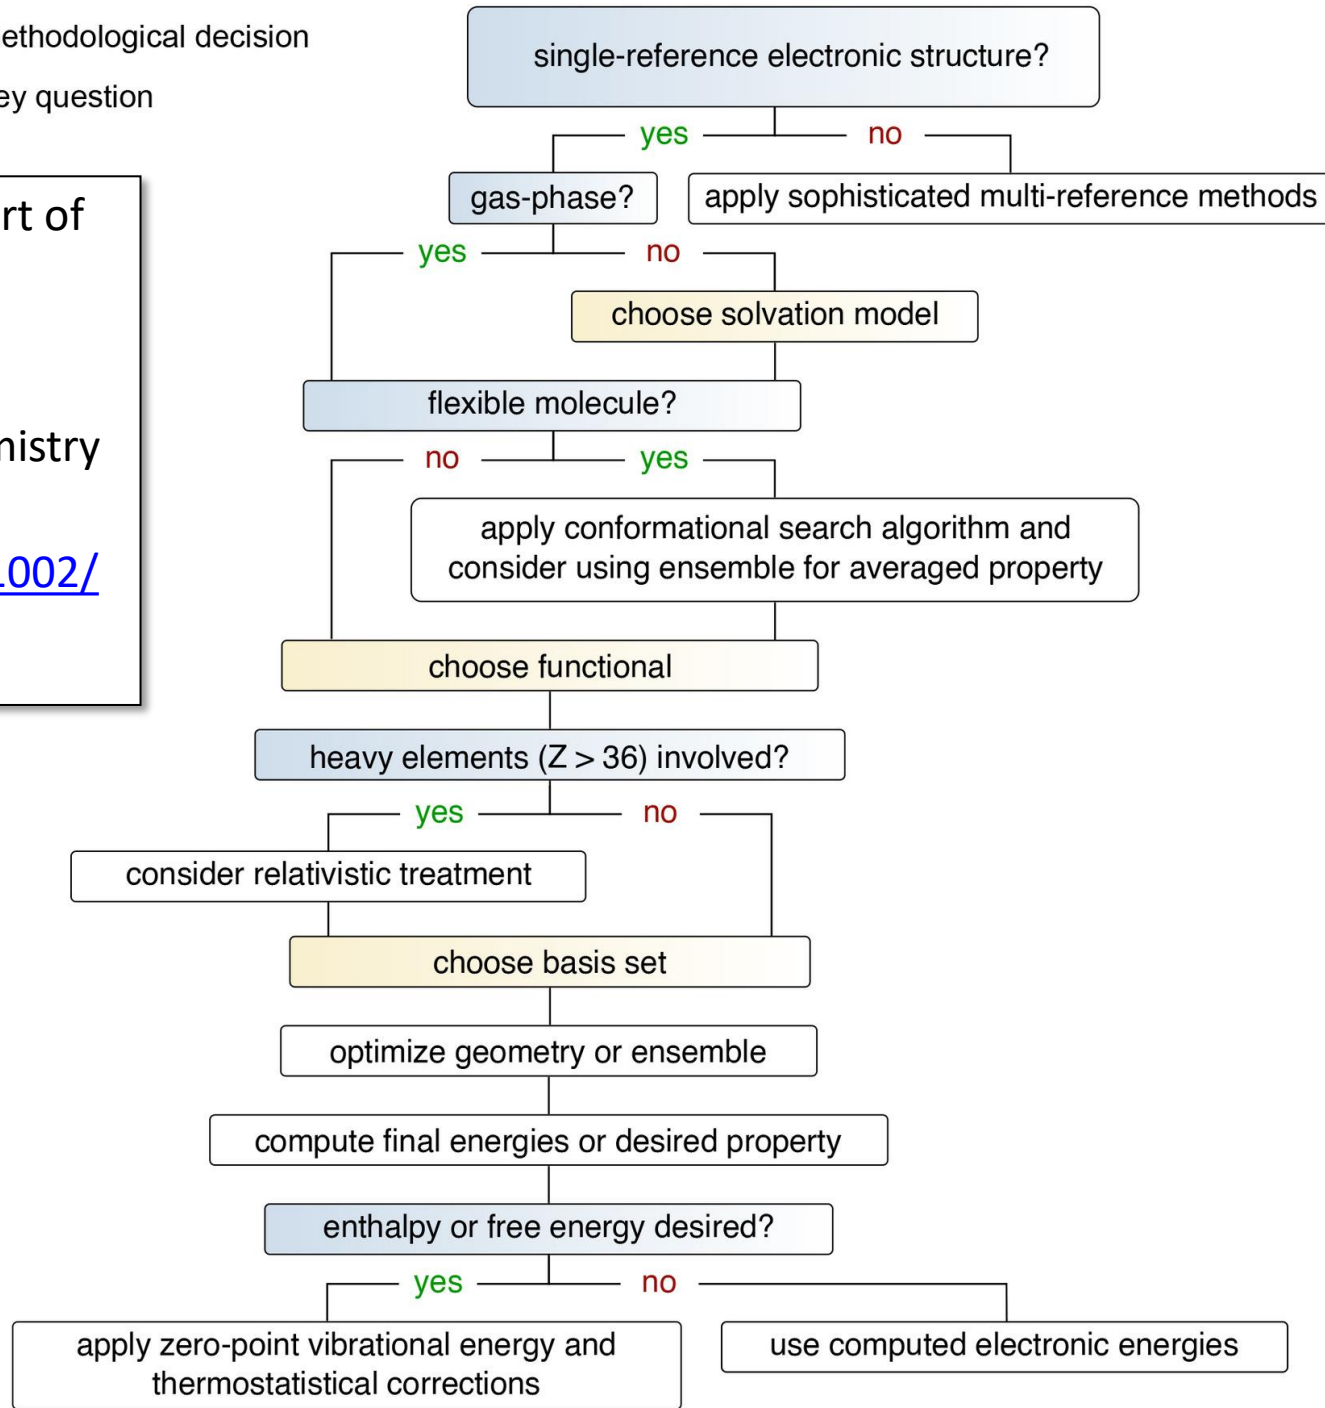 ethodological decision
ey question
rt of
mistry
1002/
single-reference electronic structure?
yes
no
gas-phase?
apply sophisticated multi-reference methods
yes
no
choose solvation model
flexible molecule?
no
yes
apply conformational search algorithm and
consider using ensemble for averaged property
choose functional
heavy elements (Z > 36) involved?
yes
no
consider relativistic treatment
choose basis set
optimize geometry or ensemble
compute final energies or desired property
enthalpy or free energy desired?
yes
no
apply zero-point vibrational energy and
thermostatistical corrections
use computed electronic energies